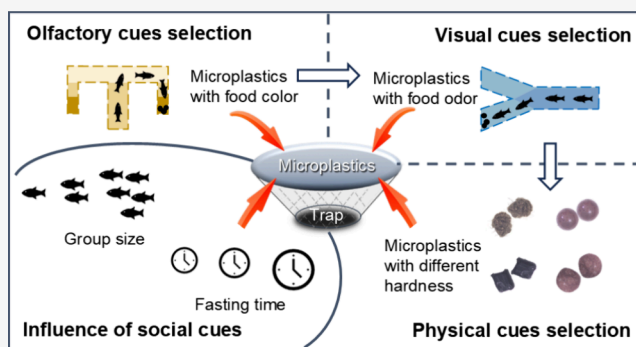 Olfactory cues selection
Visual cues selection
Microplastics
with food color
Microplastics
with food odor
Microplastics
Trap
Group size
Microplastics
with different
hardness
Fasting time
Influence of social cues
Physical cues selection